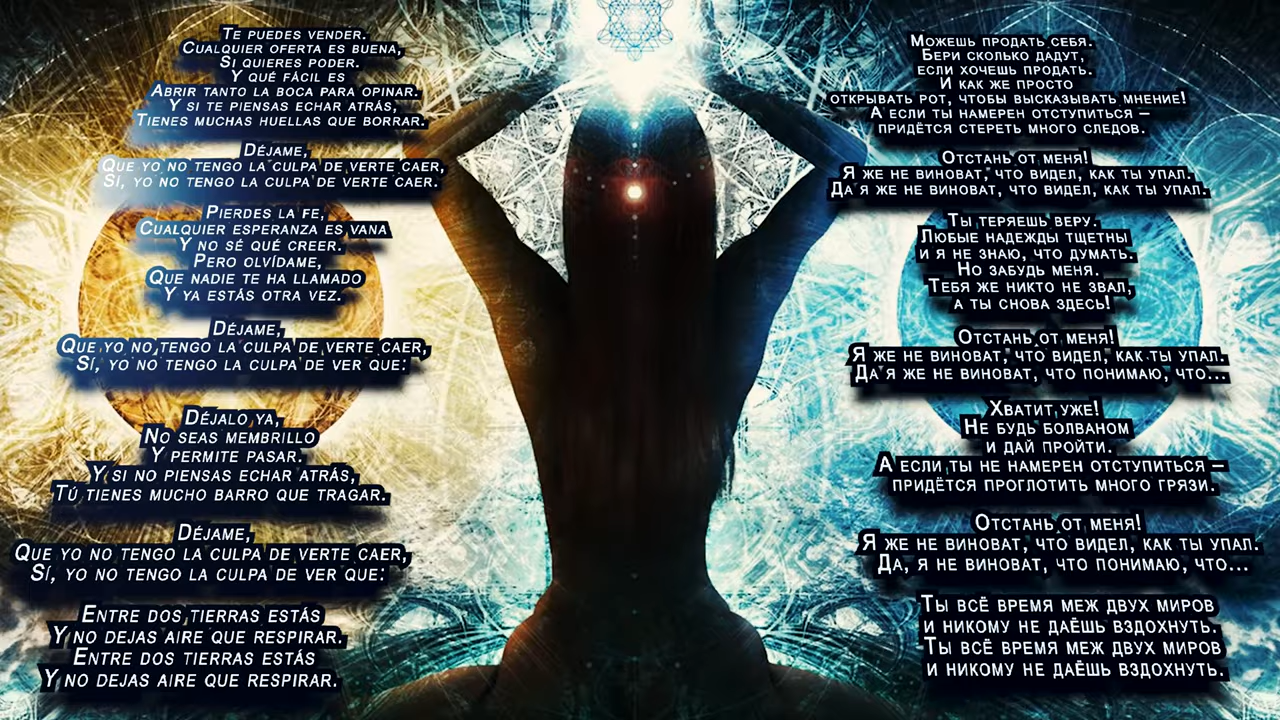 Te puedes vender.
Cualquier oferta es buena,
Si quieres poder.
Y qué fácil es
Abrir tanto la boca para opinar.
Y si te piensas echar atrás,
Tienes muchas huellas que borrar.
Déjame,
Que yo no tengo la culpa de verte caer,
Sí, yo no tengo la culpa de verte caer.
Pierdes la fe,
Cualquier esperanza es vana
Y no sé qué creer.
Pero olvídame,
Que nadie te ha llamado
Y ya estás otra vez.
Déjame,
Que yo no tengo la culpa de verte caer,
Sí, yo no tengo la culpa de ver que:
Déjalo ya,
No seas membrillo
Y permite pasar.
Y si no piensas echar atrás,
Tú tienes mucho barro que tragar.
Déjame,
Que yo no tengo la culpa de verte caer,
Sí, yo no tengo la culpa de ver que:
Entre dos tierras estás
Y no dejas aire que respirar.
Entre dos tierras estás
Y no dejas aire que respirar.
Можешь продать себя.
Бери сколько дадут,
если хочешь продать.
И как же просто
открывать рот, чтобы высказывать мнение!
А если ты намерен отступиться –
придётся стереть много следов.
Отстань от меня!
Я же не виноват, что видел, как ты упал.
Да я же не виноват, что видел, как ты упал.
Ты теряешь веру.
Любые надежды тщетны
и я не знаю, что думать.
Но забудь меня.
Тебя же никто не звал,
а ты снова здесь!
Отстань от меня!
Я же не виноват, что видел, как ты упал.
Да я же не виноват, что понимаю, что...
Хватит уже!
Не будь болваном
и дай пройти.
А если ты не намерен отступиться –
придётся проглотить много грязи.
Отстань от меня!
Я же не виноват, что видел, как ты упал.
Да, я не виноват, что понимаю, что...
Ты всё время меж двух миров
и никому не даёшь вздохнуть.
Ты всё время меж двух миров
и никому не даёшь вздохнуть.